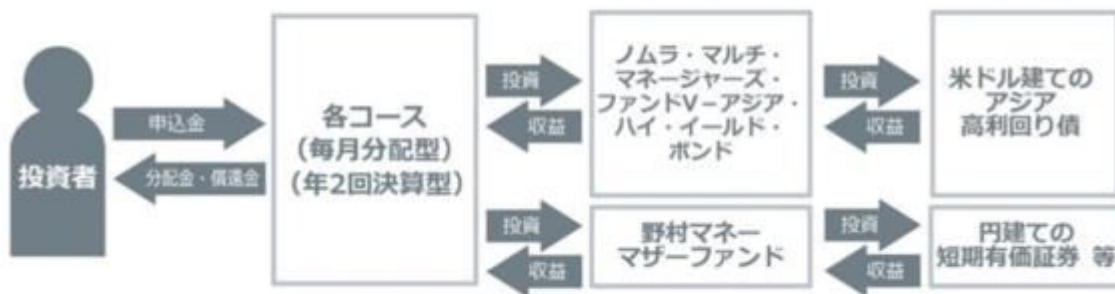 投資者
申込金
分配金・償還金
各コース
（毎月分配型）
（年2回決算型）
投資
収益
ノムラ・マルチ・
マネージャーズ・
ファンドV－アジア・
ハイ・イールド・
ボンド
投資
収益
米ドル建ての
アジア
高利回り債
投資
収益
野村マネー
マザーファンド
投資
収益
円建ての
短期有価証券 等